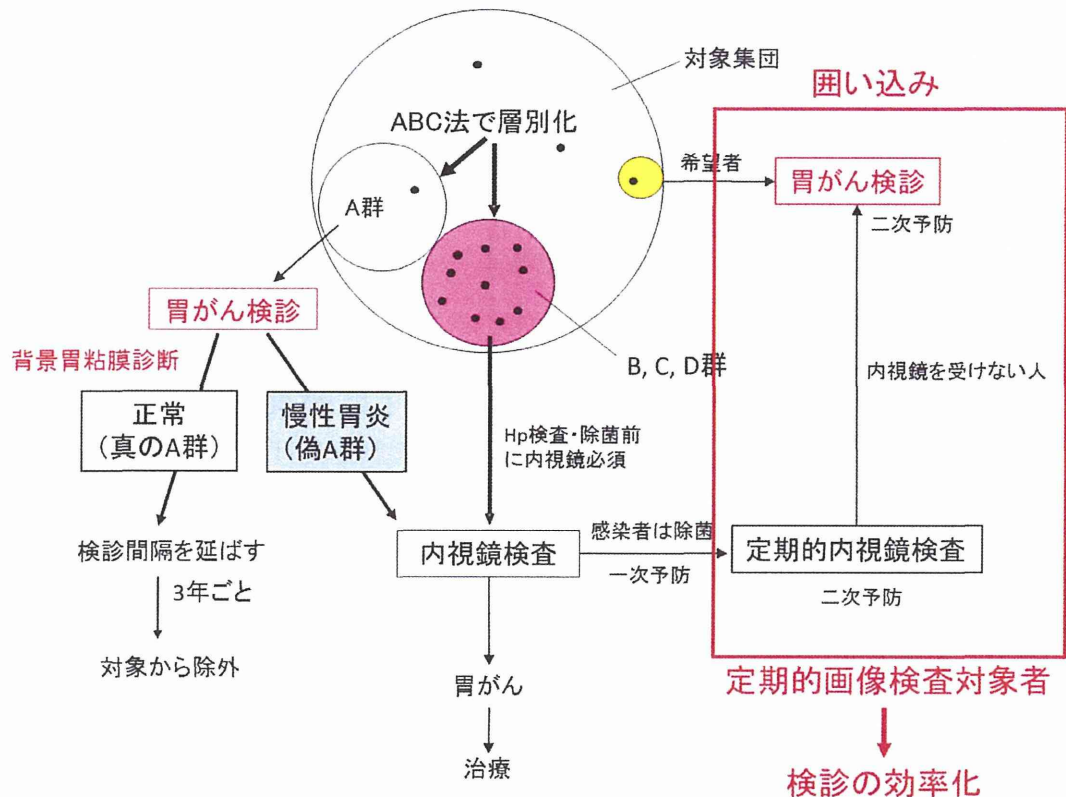 対象集団
囲い込み
ABC法で層別化
希望者
胃がん検診
A群
二次予防
胃がん検診
背景胃粘膜診断
B, C, D群
内視鏡を受けない人
正常
(真のA群)
慢性胃炎
(偽A群)
Hp検査・除菌前
に内視鏡必須
検診間隔を延ばす
内視鏡検査
感染者は除菌
一次予防
定期的内視鏡検査
二次予防
3年ごと
対象から除外
胃がん
定期的画像検査対象者
治療
検診の効率化